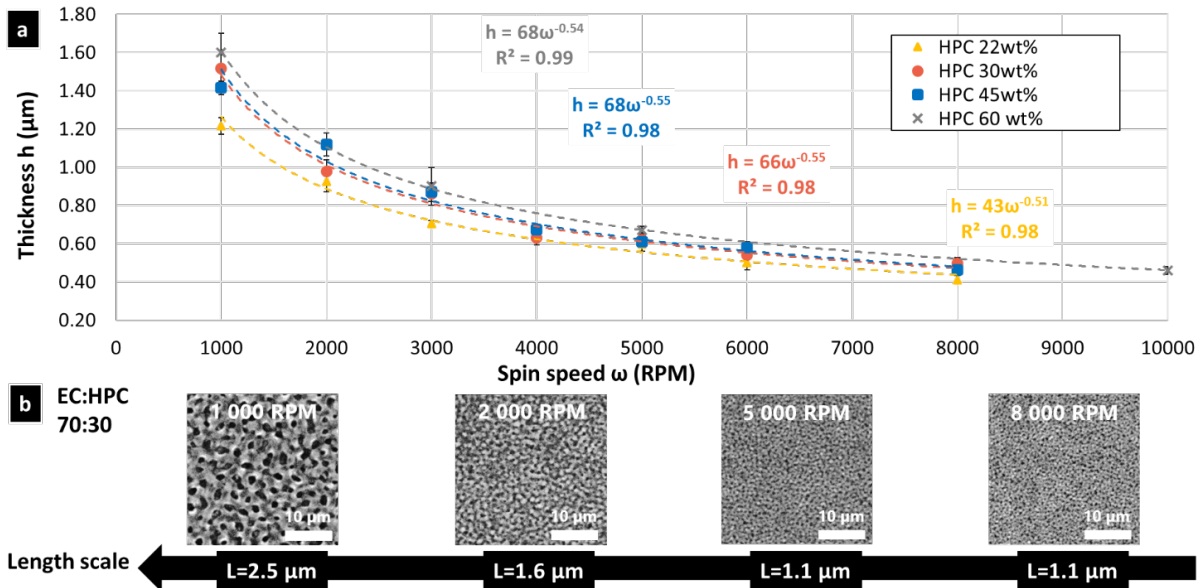 a
1.80
1.60
1.40
1.20
1.00
0.80
0.60
0.40
0.20
Thickness h (µm)
h = 68ω^-0.54
R² = 0.99
h = 68ω^-0.55
R² = 0.98
h = 66ω^-0.55
R² = 0.98
h = 43ω^-0.51
R² = 0.98
HPC 22wt%
HPC 30wt%
HPC 45wt%
HPC 60 wt%
0 1000 2000 3000 4000 5000 6000 7000 8000 9000 10000
Spin speed ω (RPM)
b
EC:HPC
70:30
1 000 RPM 2 000 RPM 5 000 RPM 8 000 RPM
10 µm 10 µm 10 µm 10 µm
Length scale
L=2.5 µm L=1.6 µm L=1.1 µm L=1.1 µm